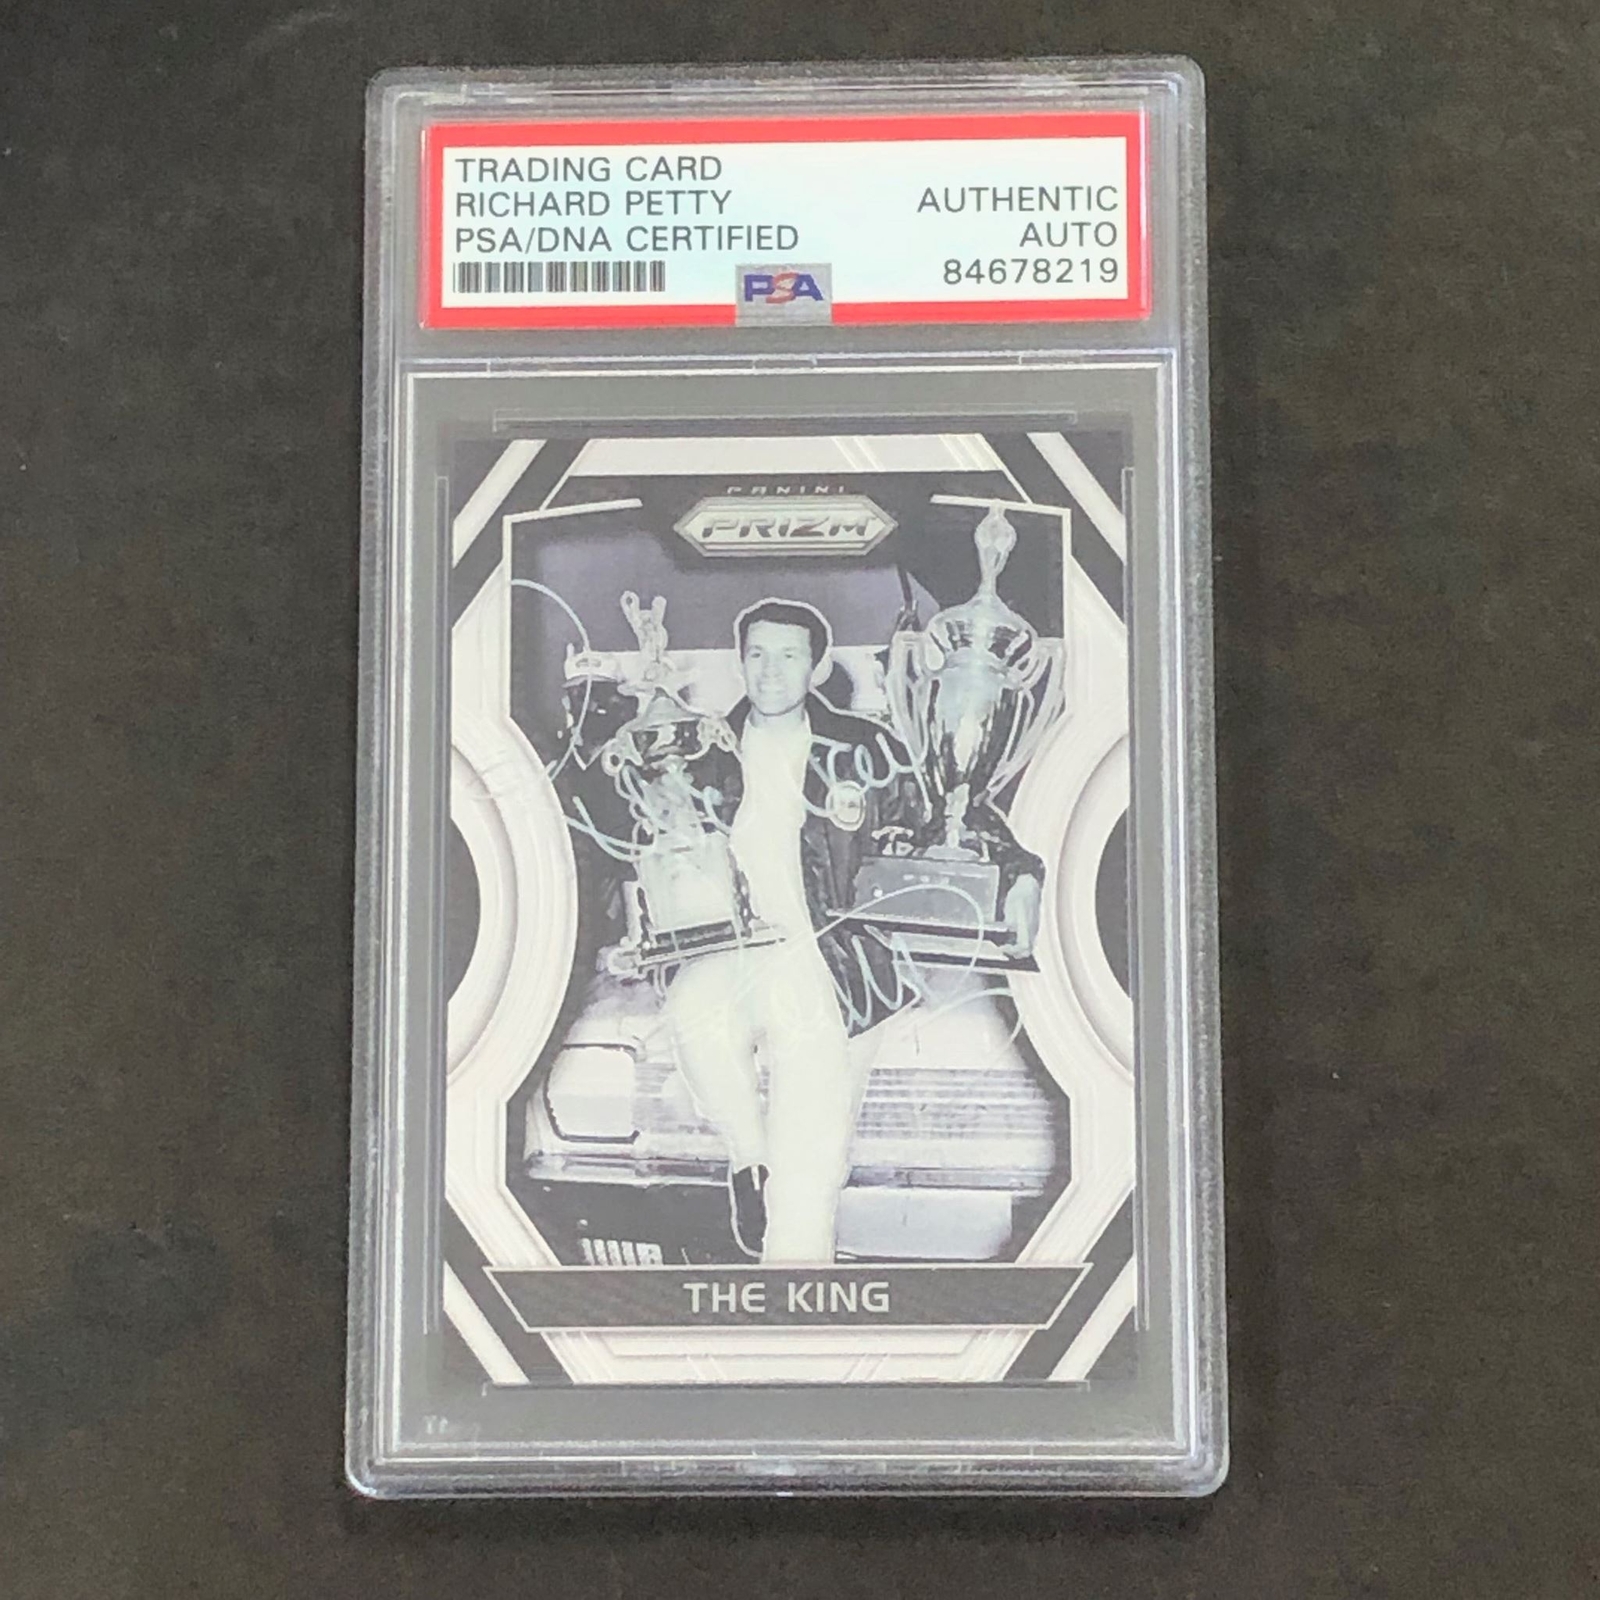 TRADING CARD
RICHARD PETTY
PSA/DNA CERTIFIED
AUTHENTIC
AUTO
84678219
PSA
PANINI
PRIZM
THE KING